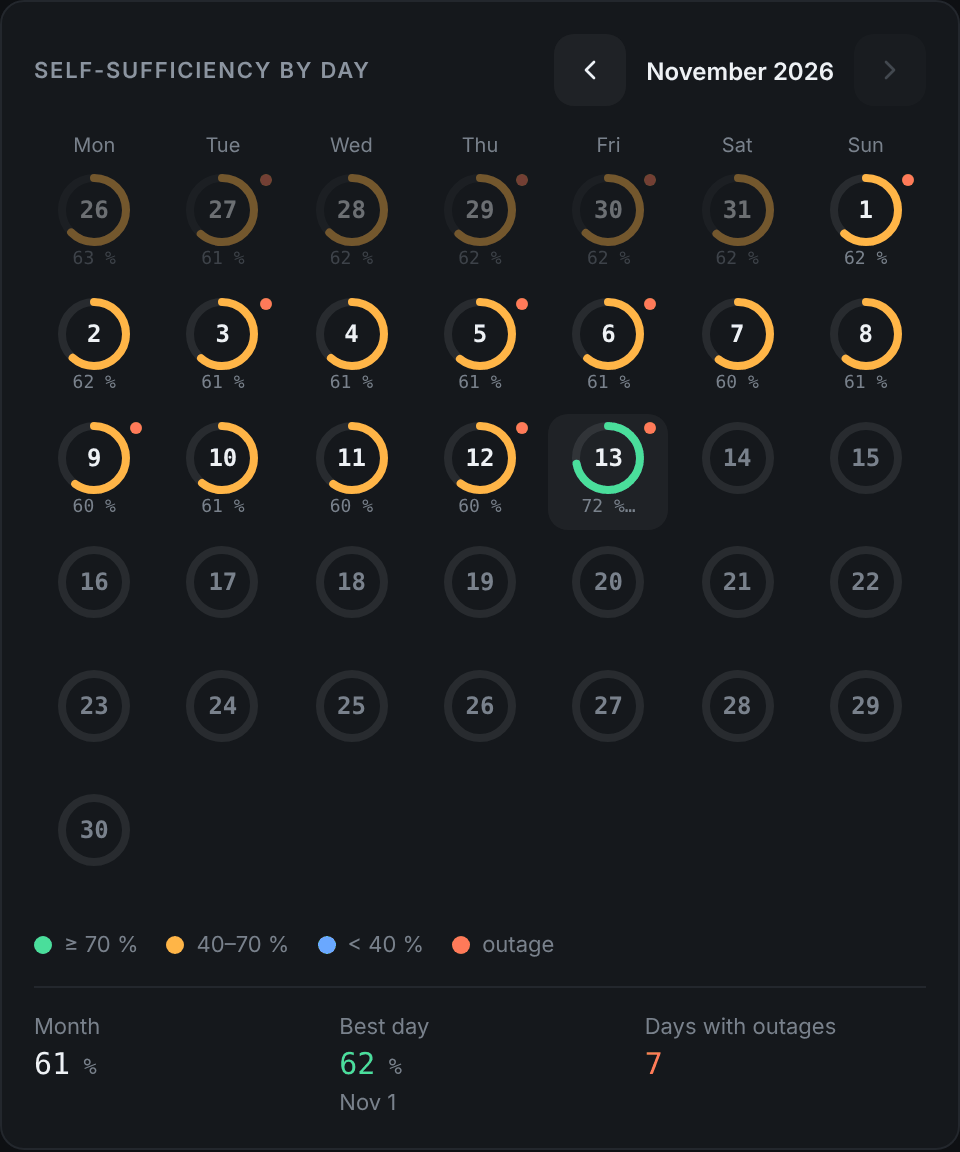 SELF-SUFFICIENCY BY DAY
November 2026
Mon Tue Wed Thu Fri Sat Sun
26 27 28 29 30 31 1
63 % 61 % 62 % 62 % 62 % 62 % 62 %
2 3 4 5 6 7 8
62 % 61 % 61 % 61 % 61 % 60 % 61 %
9 10 11 12 13 14 15
60 % 61 % 60 % 60 % 72 %…
16 17 18 19 20 21 22
23 24 25 26 27 28 29
30
≥ 70 % 40–70 % < 40 % outage
Month Best day Days with outages
61 % 62 % 7
Nov 1